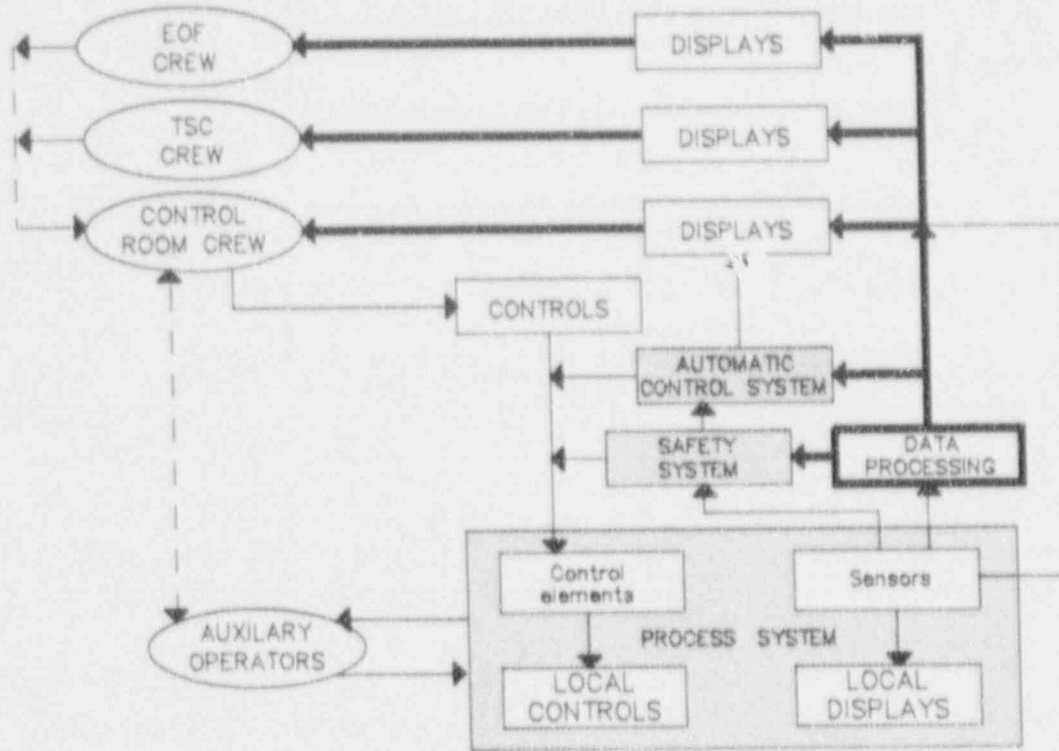 EOF
CREW
DISPLAYS
TSC
CREW
DISPLAYS
CONTROL
ROOM CREW
DISPLAYS
CONTROLS
AUTOMATIC
CONTROL SYSTEM
SAFETY
SYSTEM
DATA
PROCESSING
Control
elements
Sensors
PROCESS SYSTEM
AUXILARY
OPERATORS
LOCAL
CONTROLS
LOCAL
DISPLAYS